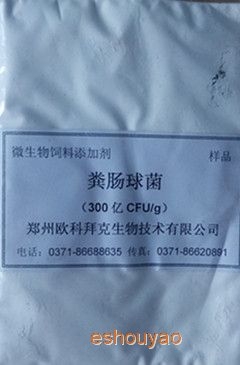 微生物饲料添加剂 样品
粪肠球菌
（300 亿 CFU/g）
郑州欧科拜克生物技术有限公司
电话：0371-86688635 传真：0371-86620891
eshouyao